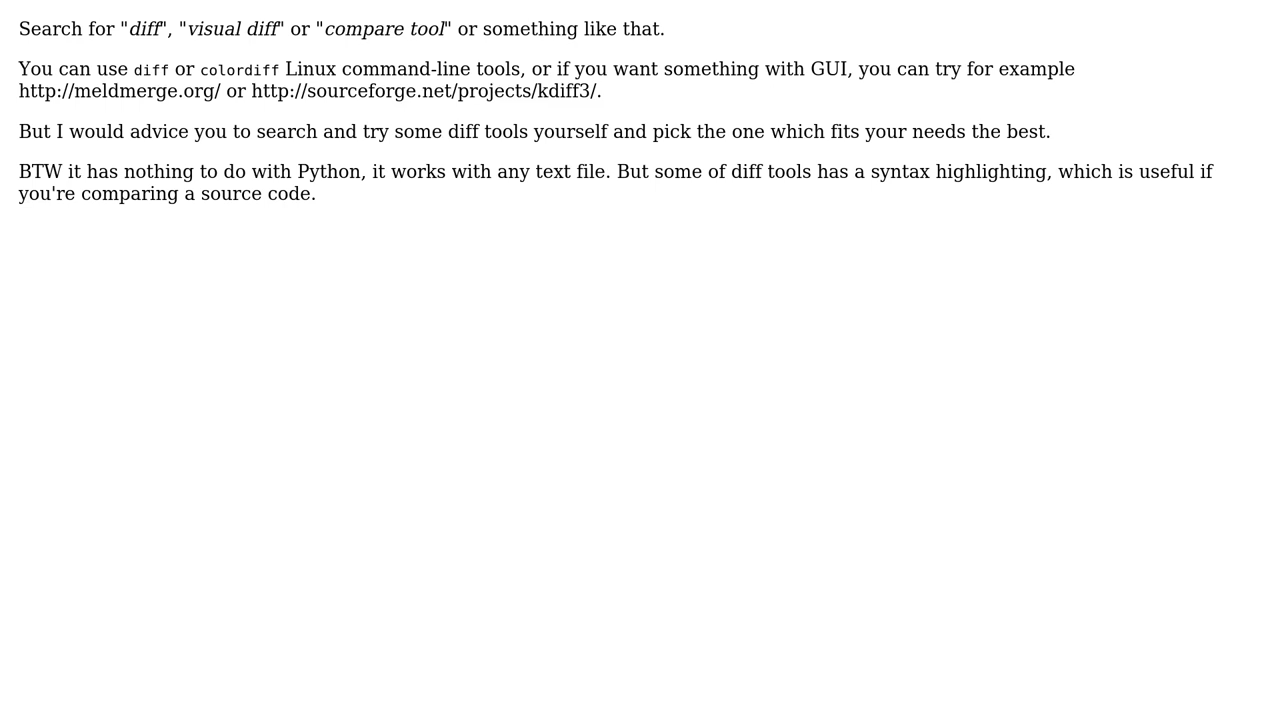 Search for "diff", "visual diff" or "compare tool" or something like that.
You can use diff or colordiff Linux command-line tools, or if you want something with GUI, you can try for example
http://meldmerge.org/ or http://sourceforge.net/projects/kdiff3/.
But I would advice you to search and try some diff tools yourself and pick the one which fits your needs the best.
BTW it has nothing to do with Python, it works with any text file. But some of diff tools has a syntax highlighting, which is useful if
you're comparing a source code.